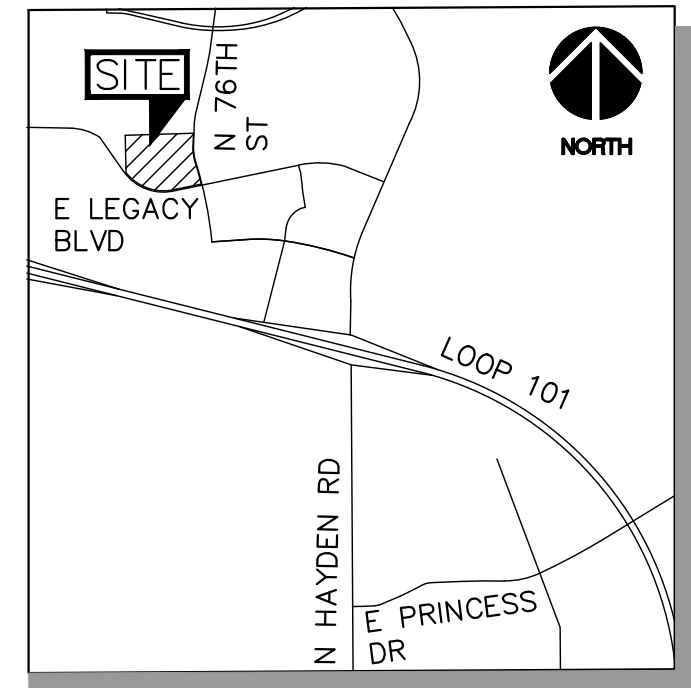 SITE
N 76TH
ST
NORTH
E LEGACY
BLVD
LOOP 101
N HAYDEN RD
E PRINCESS
DR